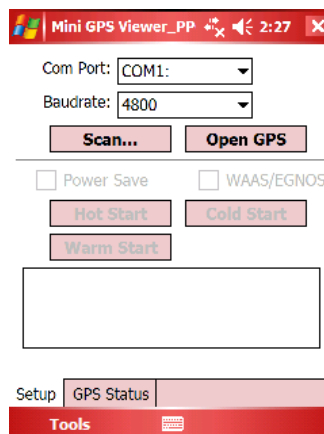 Mini GPS Viewer_PP 2:27
Com Port: COM1:
Baudrate: 4800
Scan... Open GPS
Power Save WAAS/EGNOS
Hot Start Cold Start
Warm Start
Setup GPS Status
Tools